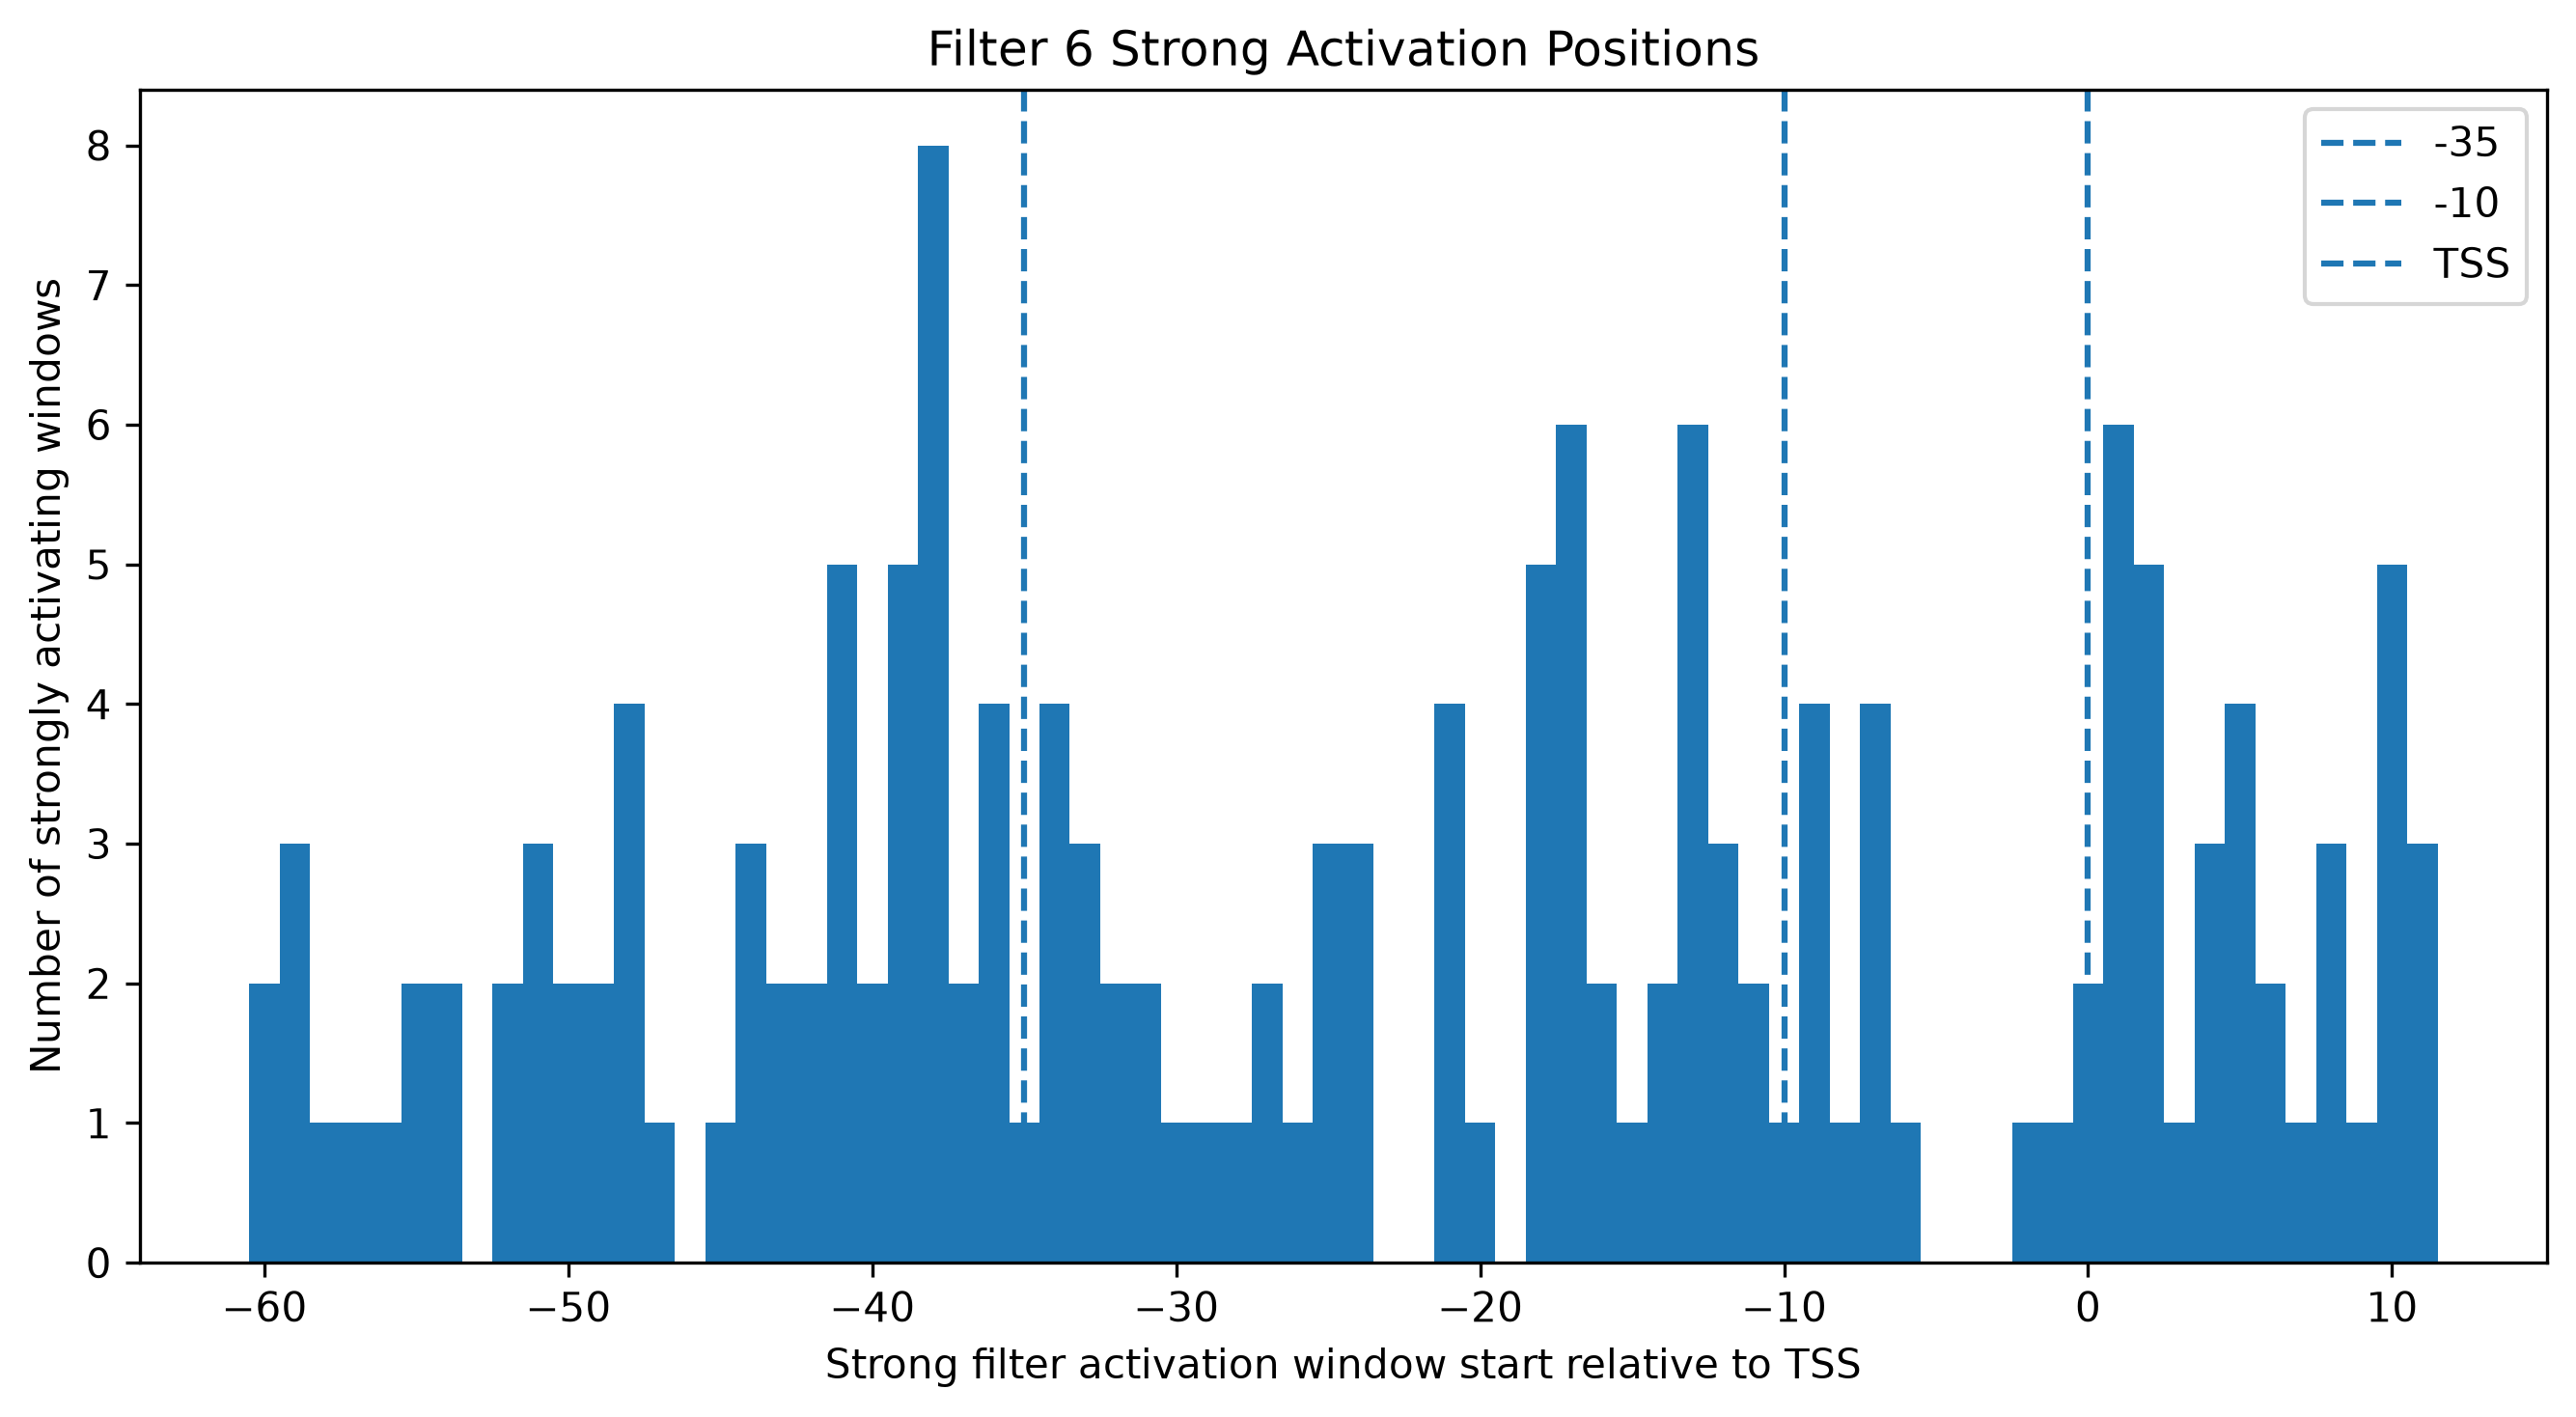 Filter 6 Strong Activation Positions
Number of strongly activating windows
8
7
6
5
4
3
2
1
0
-35
-10
TSS
−60 −50 −40 −30 −20 −10 0 10
Strong filter activation window start relative to TSS